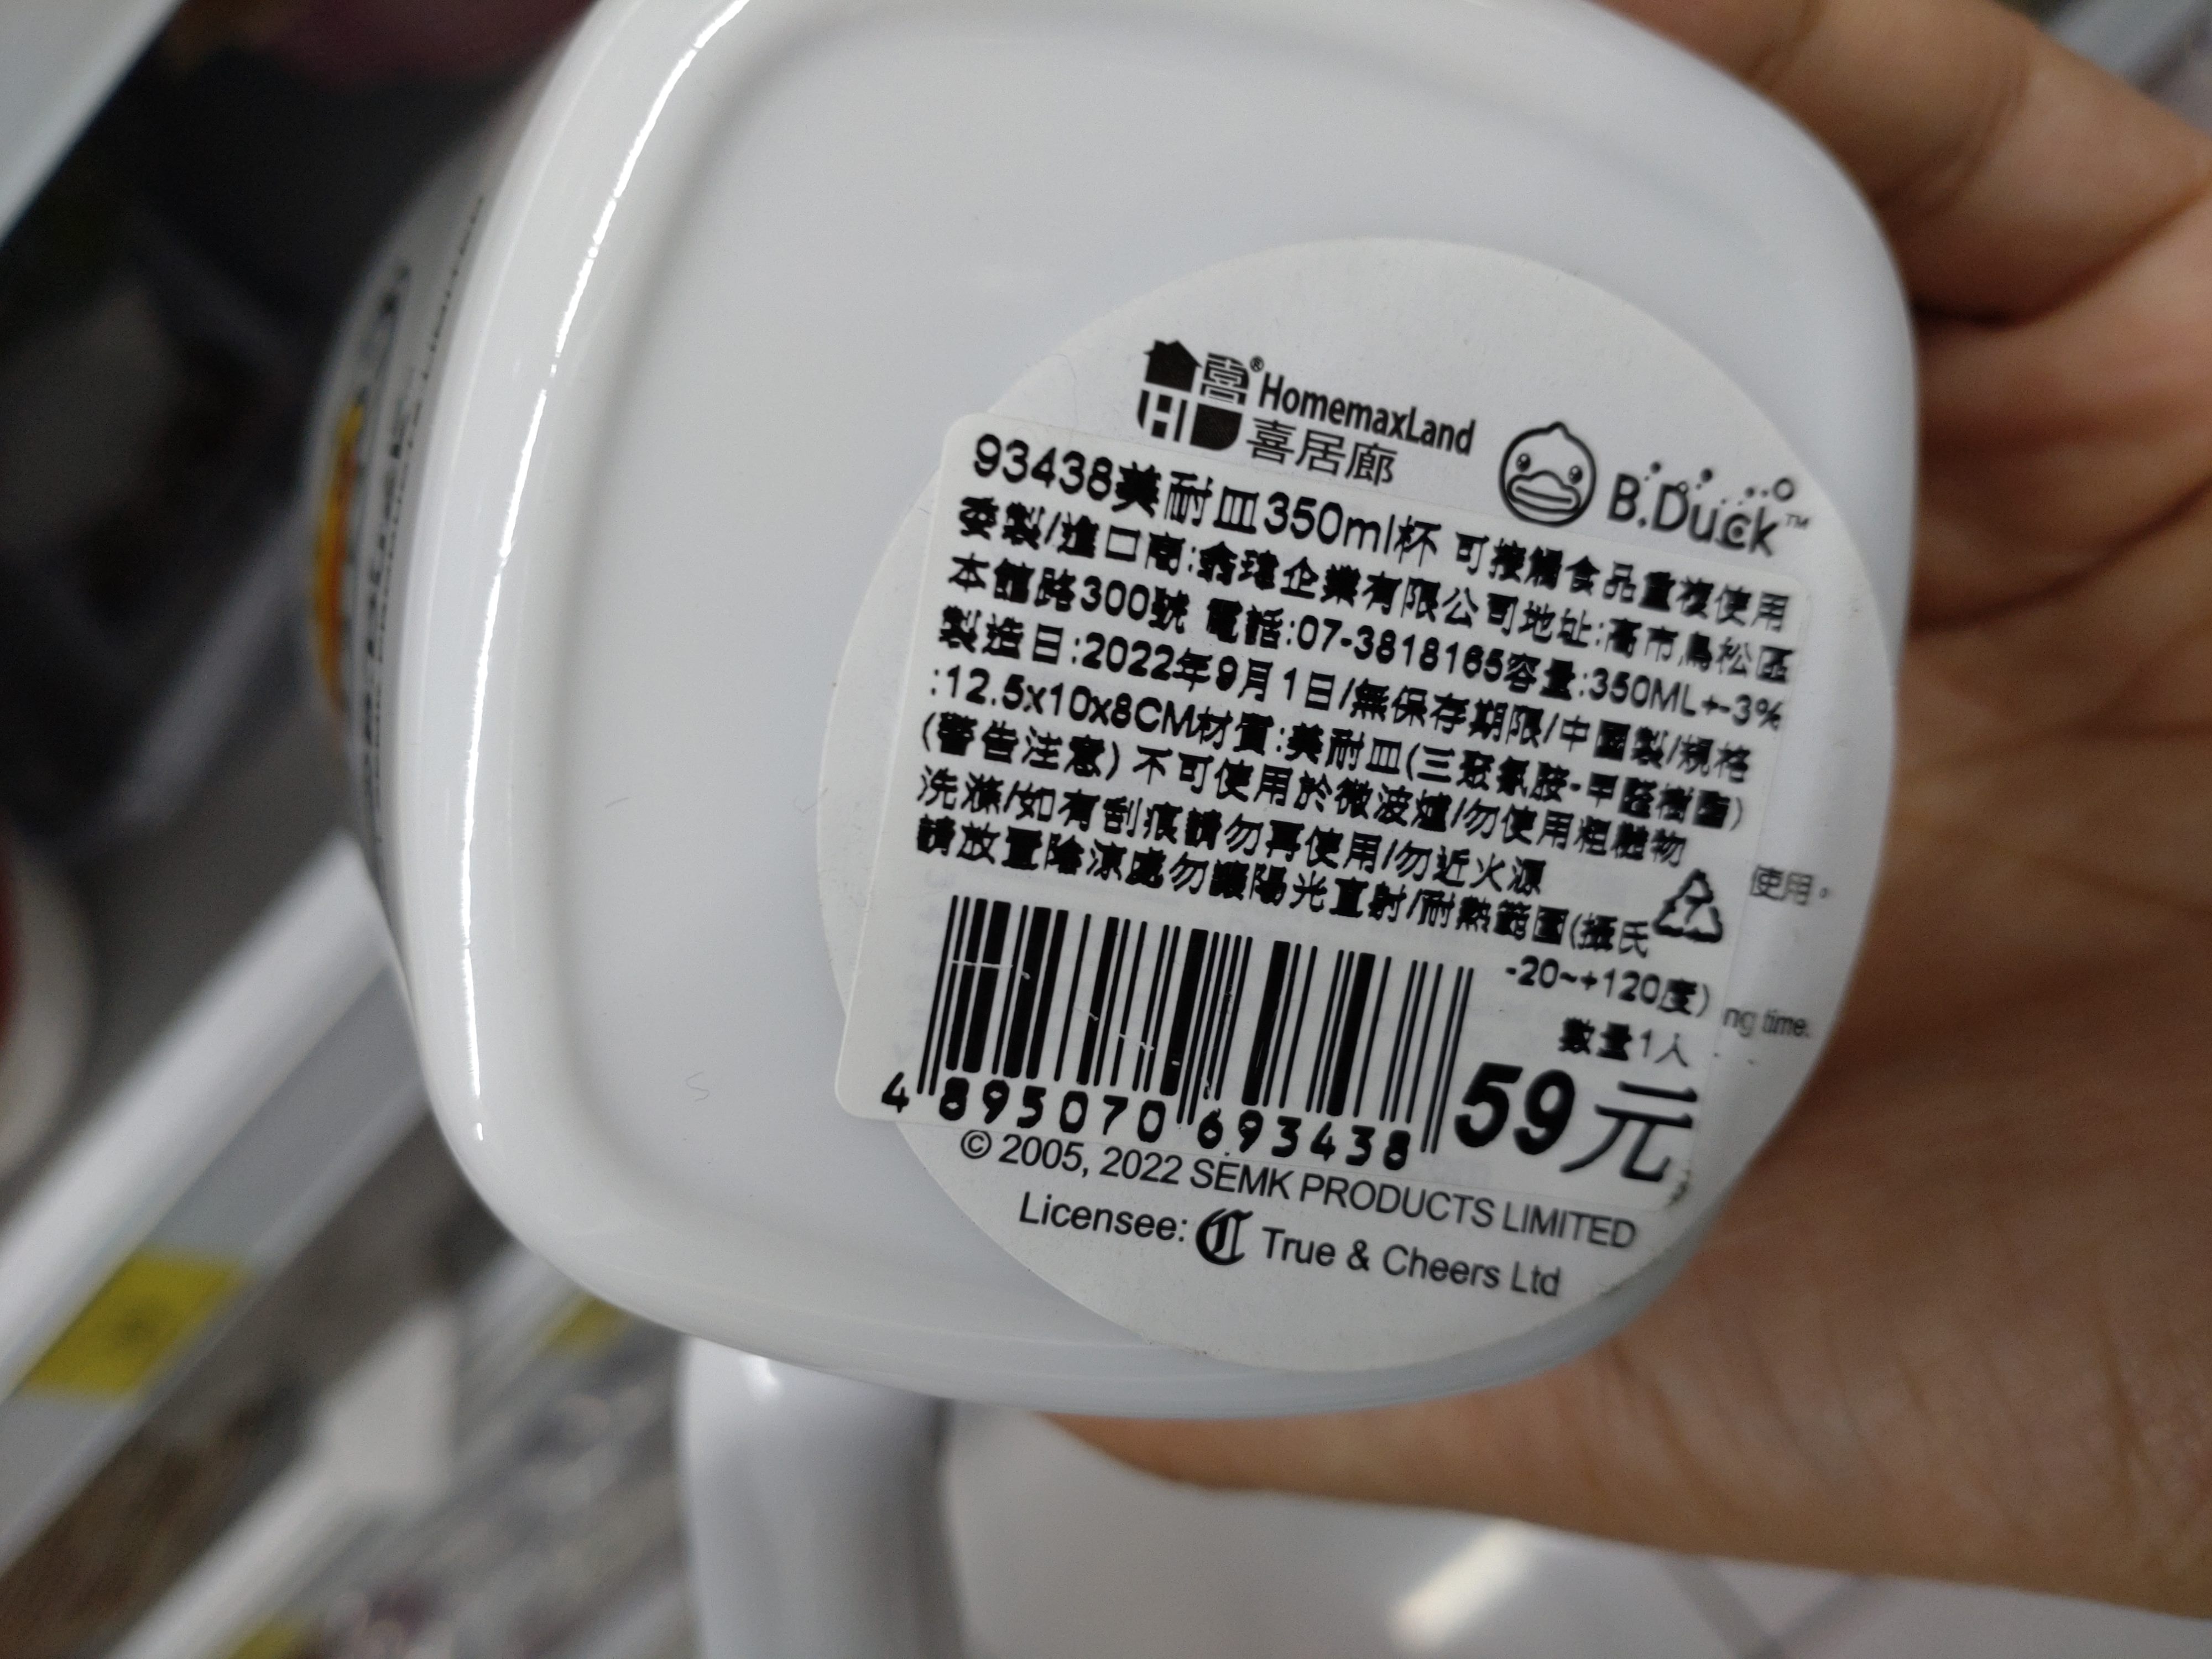 喜® HomemaxLand
喜居廊
B.Duck™
93438美耐皿350ml杯 可接觸食品重複使用
委製/進口商:翕瑋企業有限公司地址:高市鳥松區
本館路300號 電話:07-3818165容量:350ML+-3%
製造日:2022年9月1日/無保存期限/中國製/規格
:12.5x10x8CM材質:美耐皿(三聚氰胺-甲醛樹酯)
(警告注意) 不可使用於微波爐/勿使用粗糙物
洗滌/如有刮痕請勿再使用/勿近火源
請放置陰涼處勿讓陽光直射/耐熱範圍(攝氏
-20~+120度)
7
使用。
ng time.
數量1入
59元
4 895070 693438
© 2005, 2022 SEMK PRODUCTS LIMITED
Licensee: True & Cheers Ltd